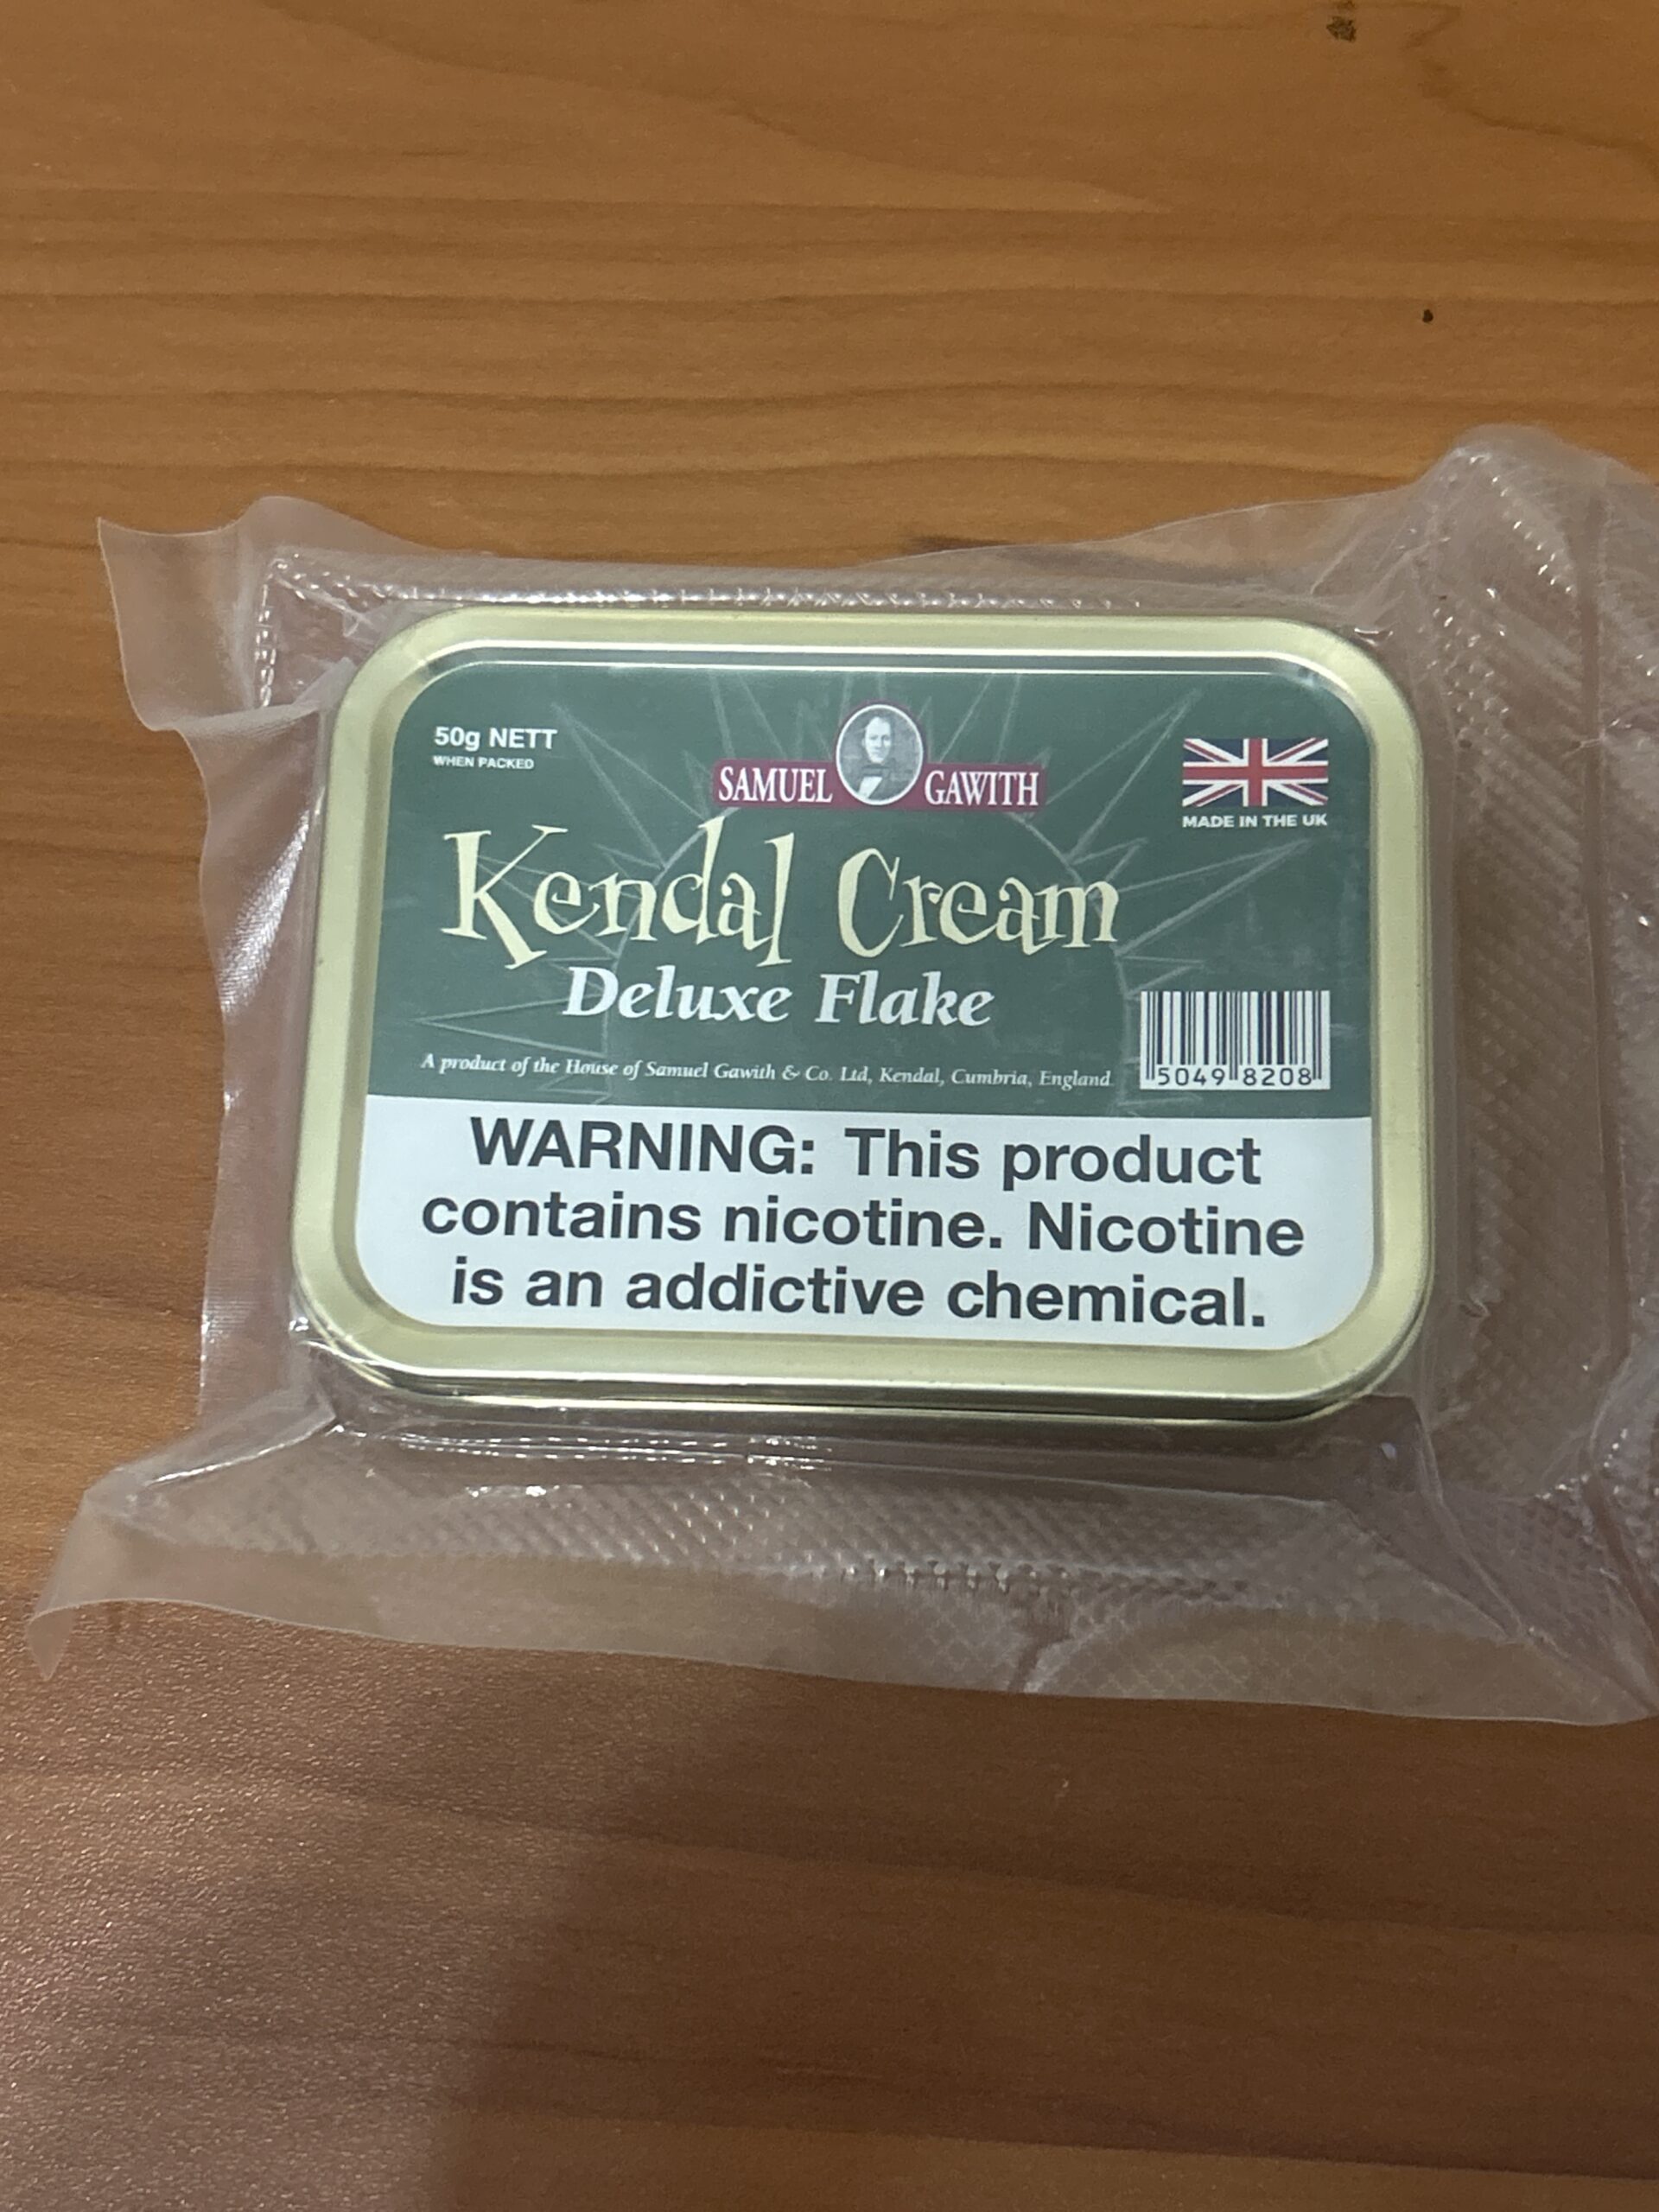 50g NETT
WHEN PACKED
SAMUEL GAWITH
MADE IN THE UK
Kendal Cream
Deluxe Flake
A product of the House of Samuel Gawith & Co. Ltd, Kendal, Cumbria, England.
5049 8208
WARNING: This product
contains nicotine. Nicotine
is an addictive chemical.